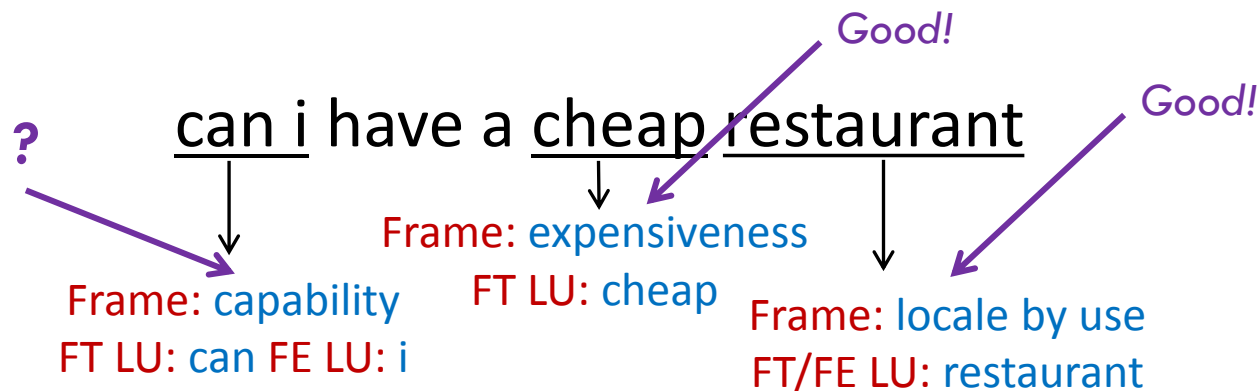 Good!
Good!
?
can i have a cheap restaurant
Frame: expensiveness
FT LU: cheap
Frame: capability
FT LU: can FE LU: i
Frame: locale by use
FT/FE LU: restaurant